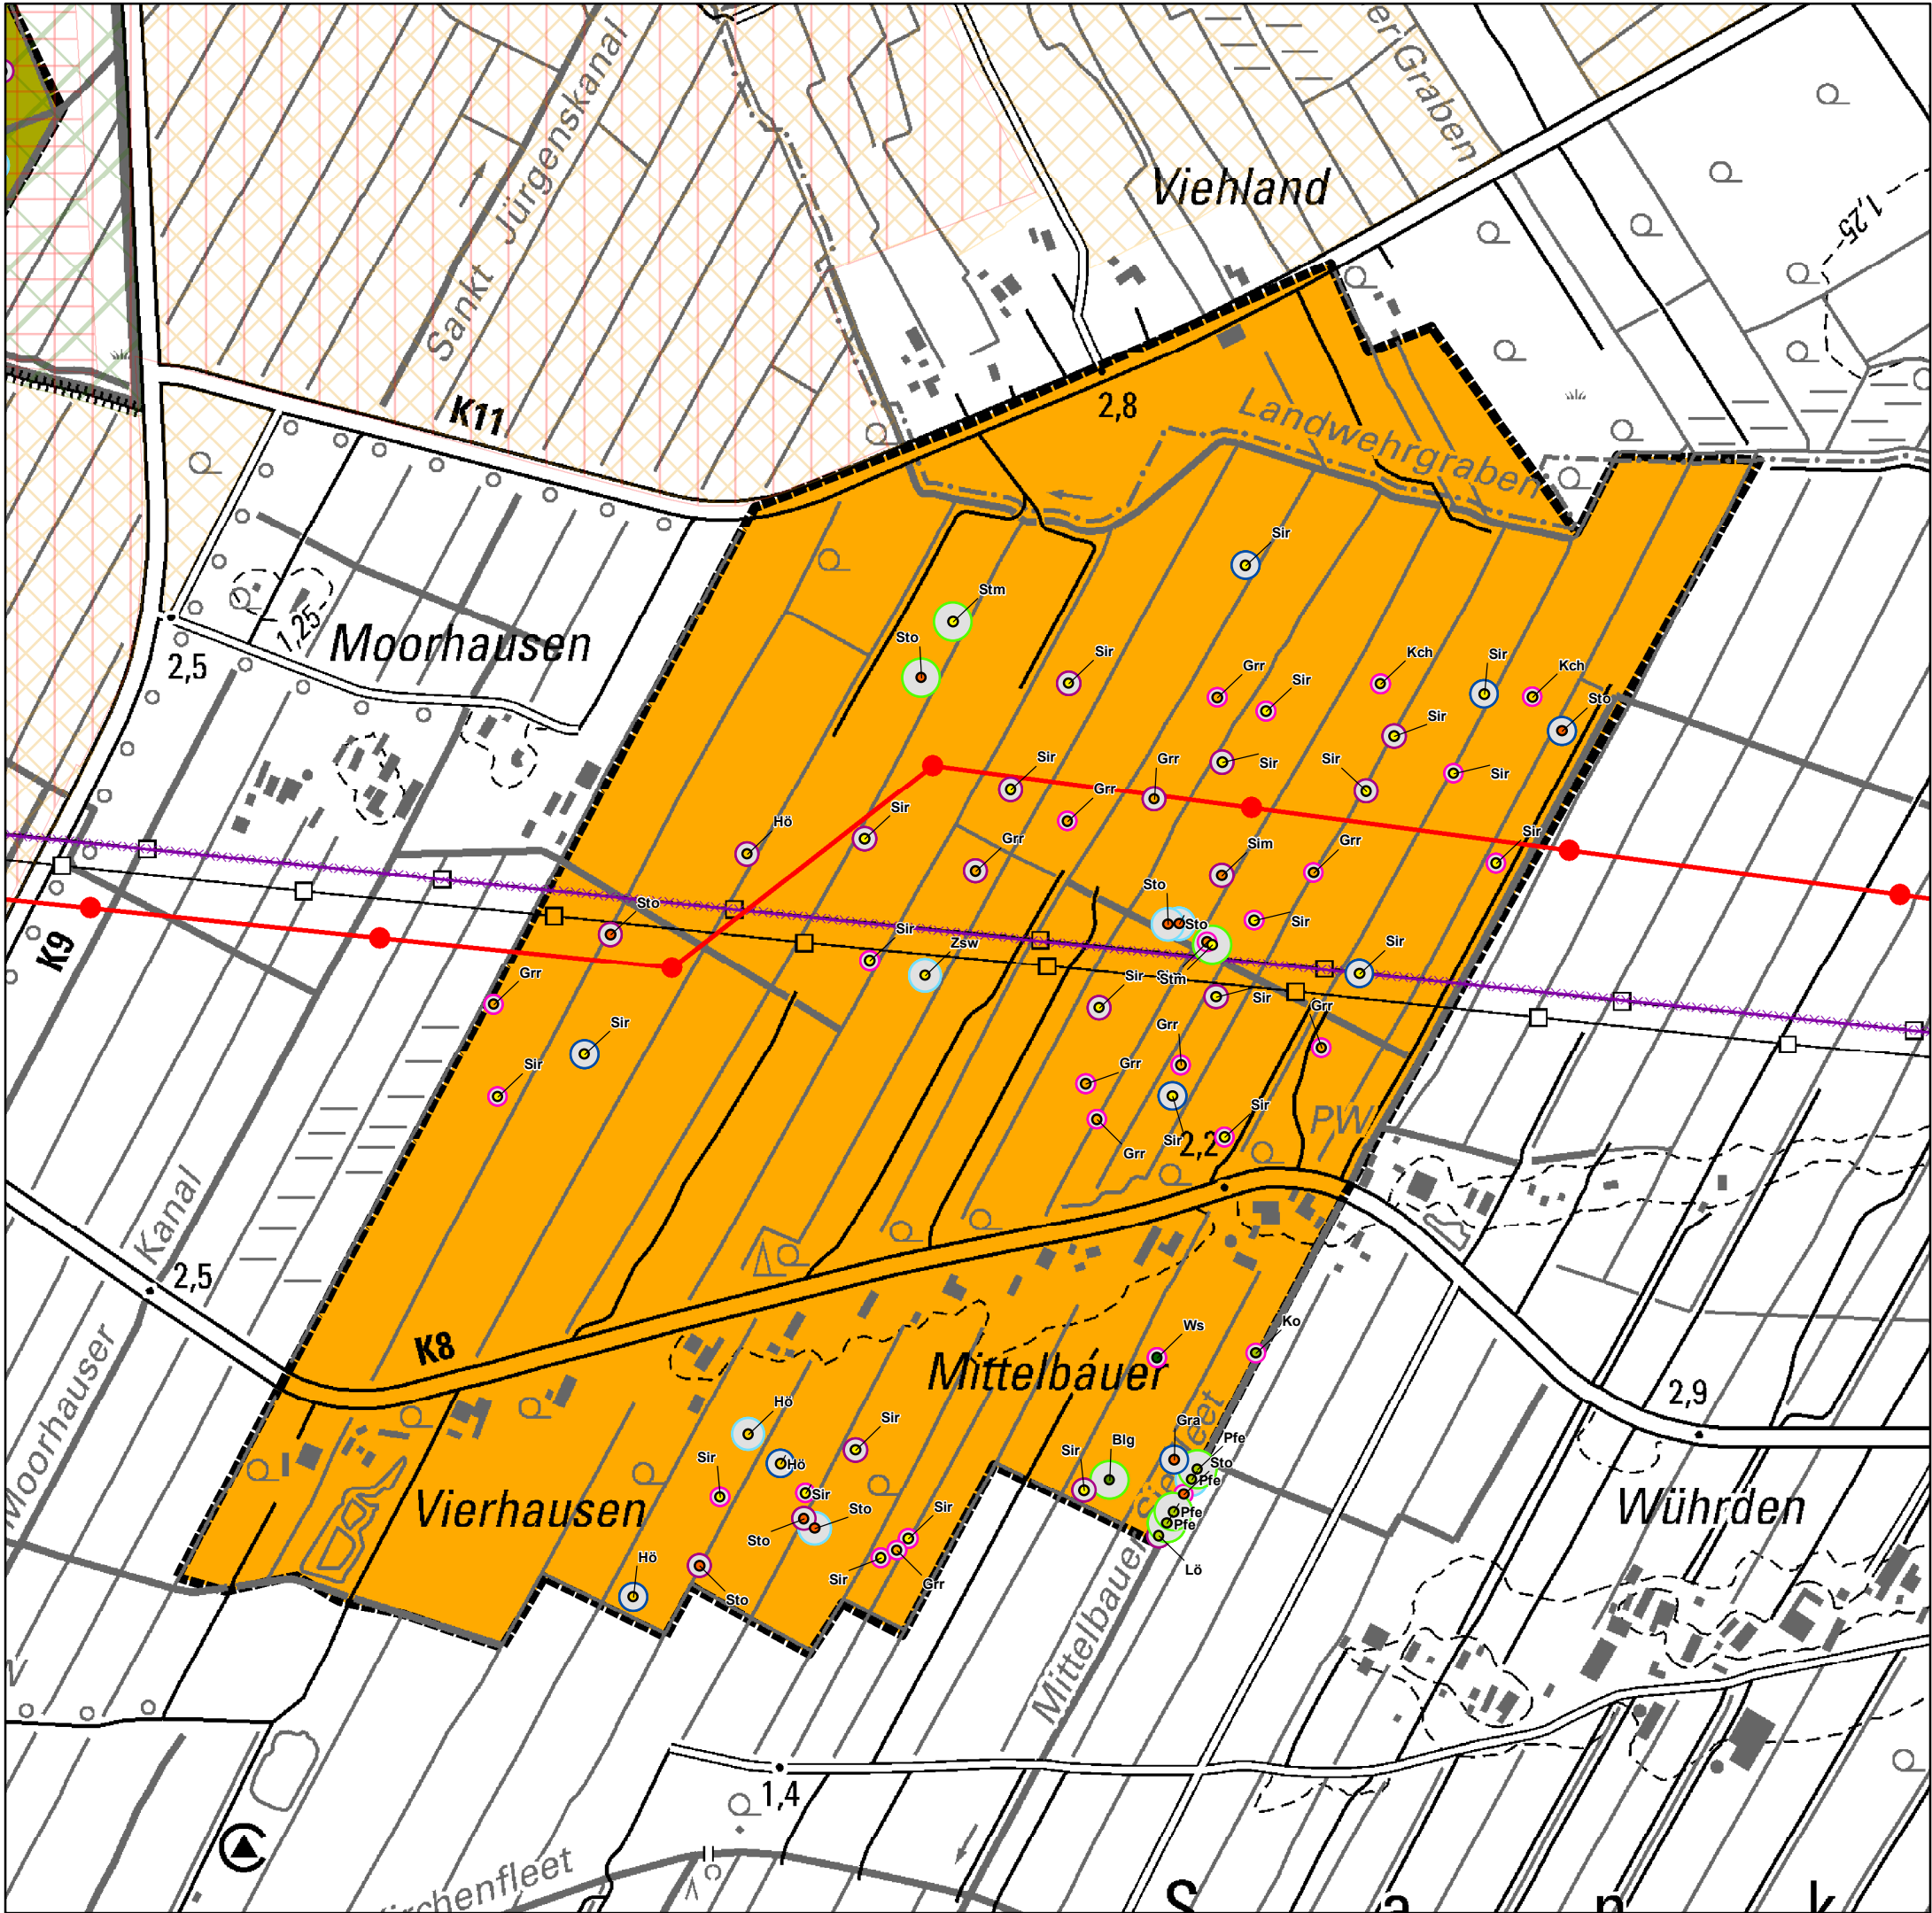 er Graben
Viehland
Sankt Jürgenskanal
1,25
K11
2,8
Landwehrgraben
Sir
Stm
Sto
1,25
Moorhausen
2,5
Sir
Grr
Sir
Kch
Sir
Kch
Sto
Sir
Sir
Grr
Sir
Sir
Sir
Grr
Hö
Sir
Grr
Sim
Grr
Sir
Sto
Sto
Sto
Sir
Sir
Zsw
Sir
K9
Grr
Sir
Stm
Sir
Grr
Sir
Grr
Sir
Grr
Sir
PW
Grr
Sir
2,2
Kanal
2,5
K8
Ws
Ko
Mittelbauer
2,9
Moorhauser
Hö
Sir
Gra
Pfe
Sir
Blg
Sto
Sir
Hö
Pfe
Vierhausen
Sir
Sto
Sir
Pfe
Wührden
Sto
Pfe
Hö
Sir
Grr
Lö
Sto
Mittelbauer Sielfleet
1,4
irchenfleet
S a n k